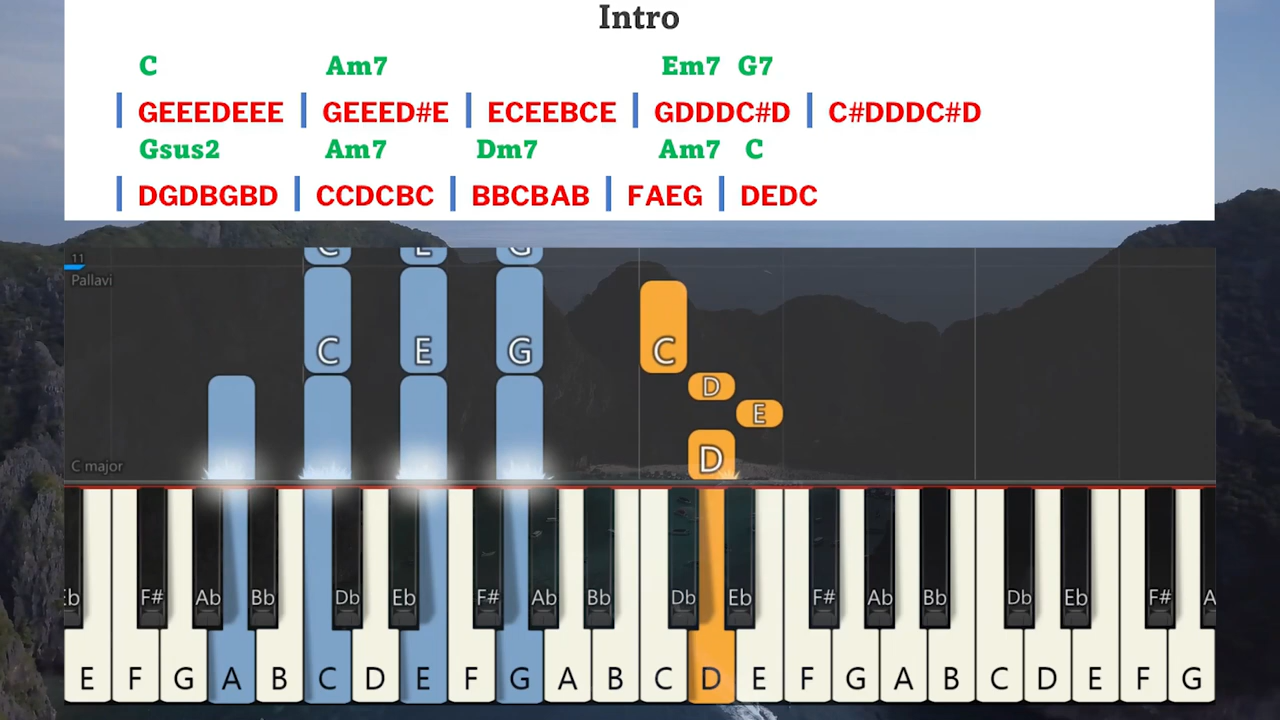 Intro
C Am7 Em7 G7
| GEEEDEEE | GEEED#E | ECEEBCE | GDDDC#D | C#DDDC#D
Gsus2 Am7 Dm7 Am7 C
| DGDBGBD | CCDCBC | BBCBAB | FAEG | DEDC
C E G
11
Pallavi
C E G C
D
E
D
C major
Eb F# Ab Bb Db Eb F# Ab Bb Db Eb F# Ab Bb Db Eb F# A
E F G A B C D E F G A B C D E F G A B C D E F G